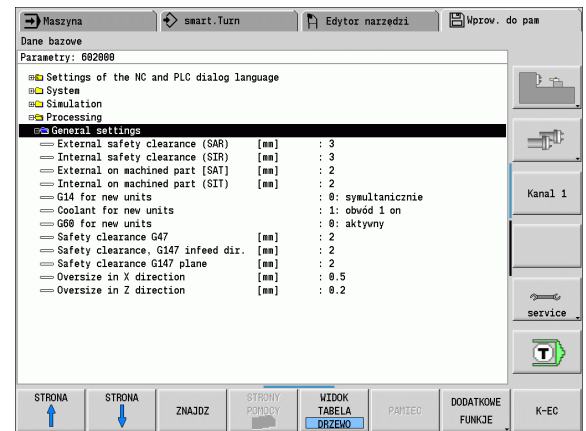 Maszyna
smart.Turn
Edytor narzędzi
Wprow. do pam
Dane bazowe
Parametry: 602000
Settings of the NC and PLC dialog language
System
Simulation
Processing
General settings
External safety clearance (SAR) [mm] : 3
Internal safety clearance (SIR) [mm] : 3
External on machined part [SAT] [mm] : 2
Internal on machined part (SIT) [mm] : 2
G14 for new units : 0: symultanicznie
Coolant for new units : 1: obwód 1 on
G60 for new units : 0: aktywny
Safety clearance G47 [mm] : 2
Safety clearance, G147 infeed dir. [mm] : 2
Safety clearance G147 plane [mm] : 2
Oversize in X direction [mm] : 0.5
Oversize in Z direction [mm] : 0.2
Kanal 1
service
T
STRONA
STRONA
ZNAJDZ
STRONY
POMOCY
WIDOK
TABELA
DRZEWO
PAMIEC
DODATKOWE
FUNKJE
K-EC